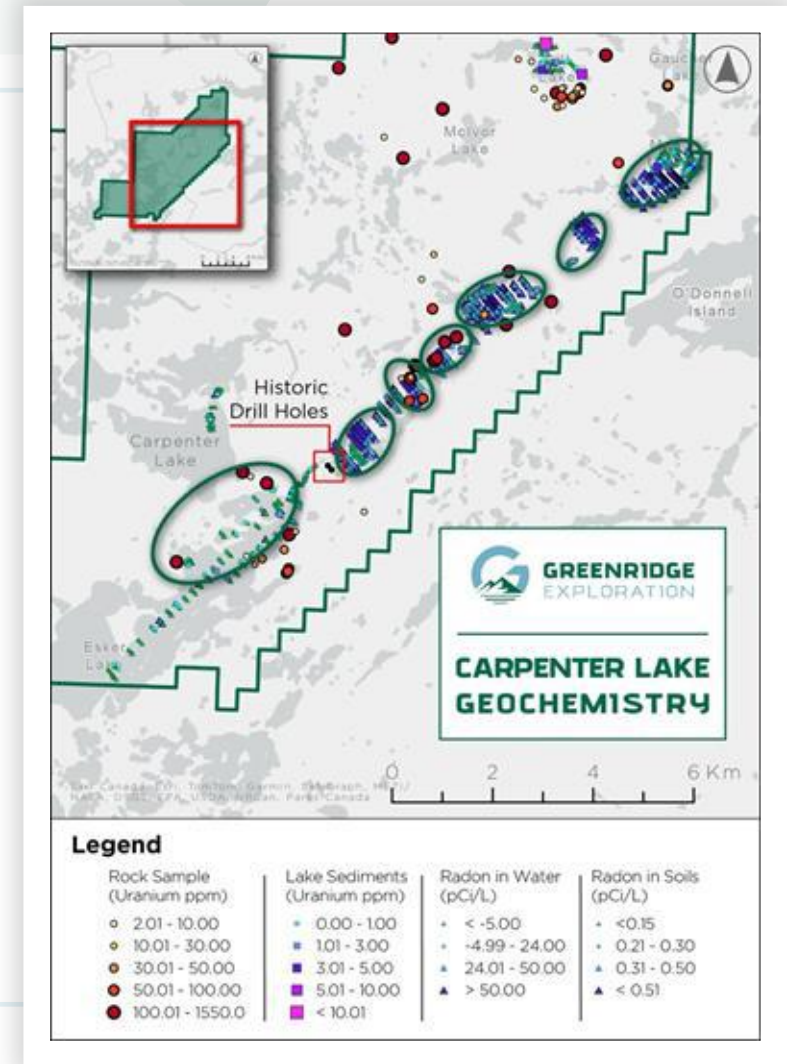 A
A
Gaucher
Lake
Lake
McIvor
Lake
O'Donnell
Island
Historic
Drill Holes
Carpenter
Lake
Esker
Lake
GREENRIDGE
EXPLORATION
CARPENTER LAKE
GEOCHEMISTRY
0 2 4 6 Km
Legend
Rock Sample
(Uranium ppm)
2.01 - 10.00
10.01 - 30.00
30.01 - 50.00
50.01 - 100.00
100.01 - 1550.0
Lake Sediments
(Uranium ppm)
0.00 - 1.00
1.01 - 3.00
3.01 - 5.00
5.01 - 10.00
< 10.01
Radon in Water
(pCi/L)
< -5.00
-4.99 - 24.00
24.01 - 50.00
> 50.00
Radon in Soils
(pCi/L)
<0.15
0.21 - 0.30
0.31 - 0.50
< 0.51